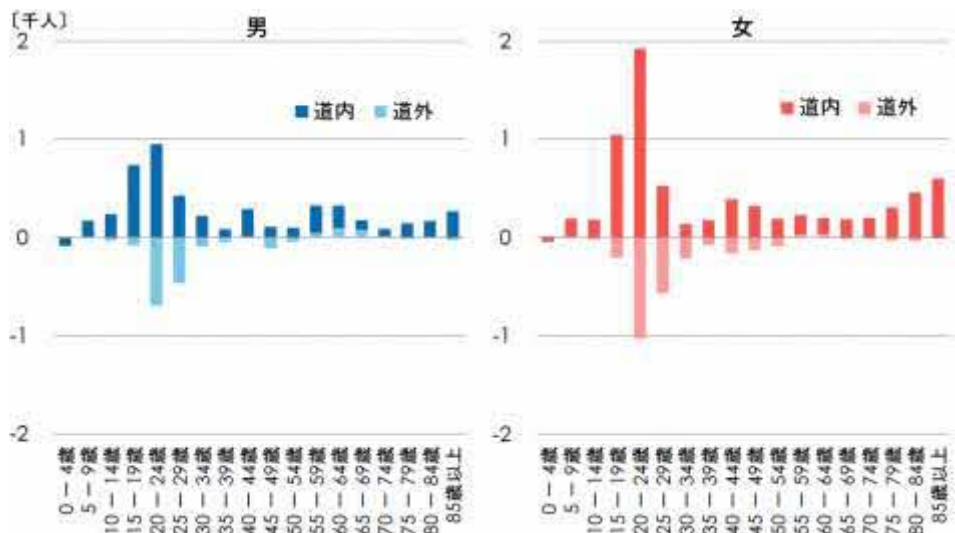 〔千人〕
男
2
1
0
-1
-2
道内 道外
0-4歳
5-9歳
10-14歳
15-19歳
20-24歳
25-29歳
30-34歳
35-39歳
40-44歳
45-49歳
50-54歳
55-59歳
60-64歳
65-69歳
70-74歳
75-79歳
80-84歳
85歳以上
女
2
1
0
-1
-2
道内 道外
0-4歳
5-9歳
10-14歳
15-19歳
20-24歳
25-29歳
30-34歳
35-39歳
40-44歳
45-49歳
50-54歳
55-59歳
60-64歳
65-69歳
70-74歳
75-79歳
80-84歳
85歳以上